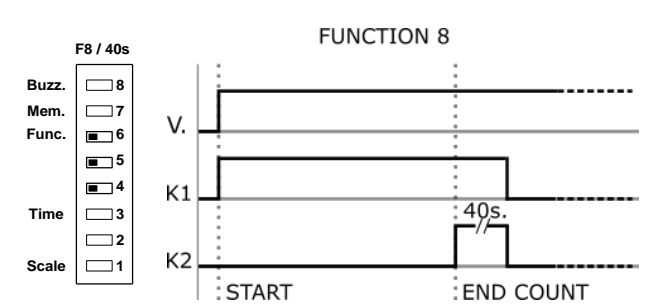 FUNCTION 8
F8 / 40s
Buzz. 8
Mem. 7
Func. 6
5
4
Time 3
2
Scale 1
V.
K1
40s.
K2
START
END COUNT